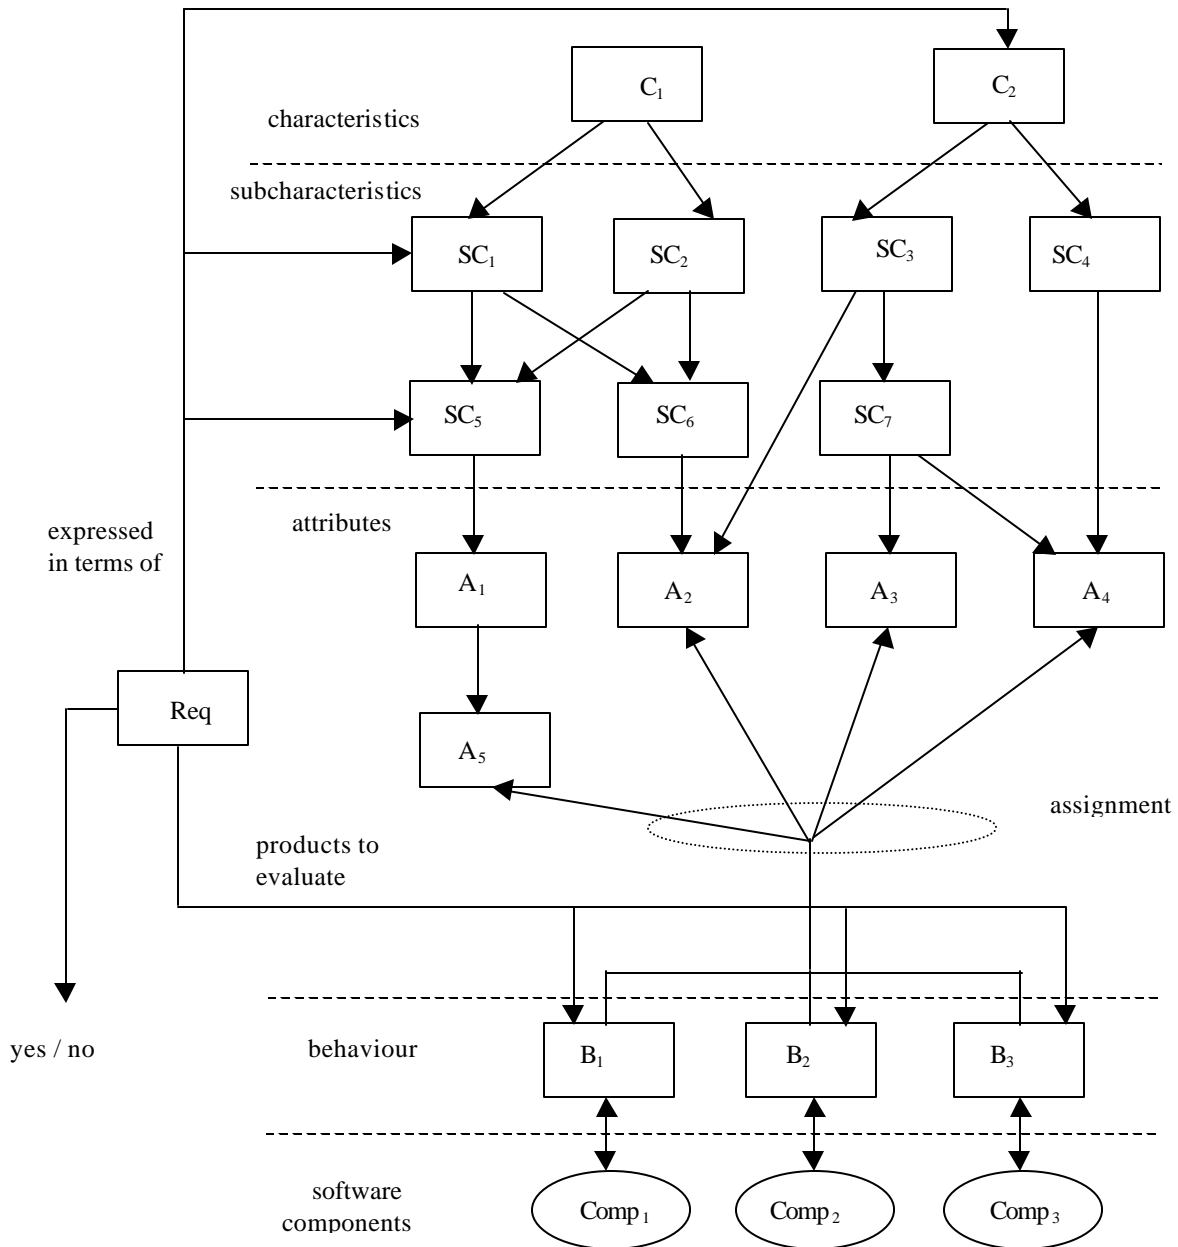 C₁
C₂
characteristics
subcharacteristics
SC₁
SC₂
SC₃
SC₄
SC₅
SC₆
SC₇
attributes
expressed
in terms of
A₁
A₂
A₃
A₄
Req
A₅
assignment
products to
evaluate
yes / no
behaviour
B₁
B₂
B₃
software
components
Comp₁
Comp₂
Comp₃